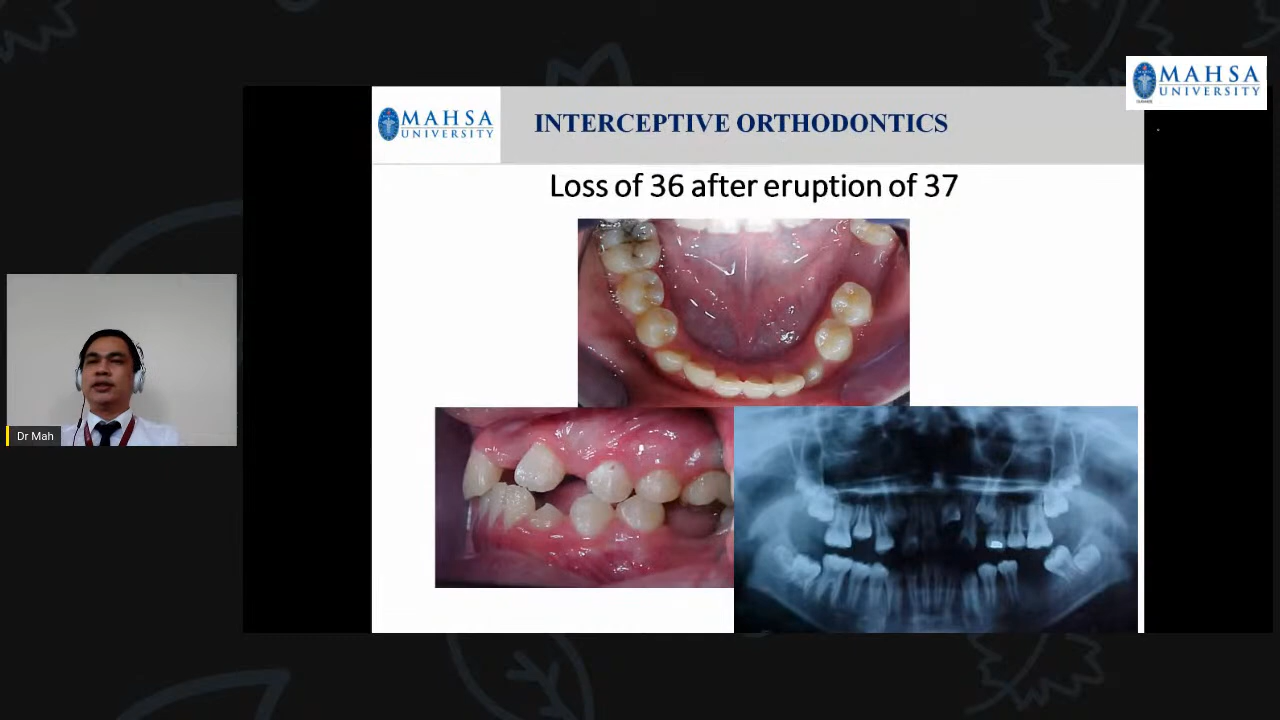 MAHSA
UNIVERSITY
INTERCEPTIVE ORTHODONTICS
MAHSA
UNIVERSITY
Loss of 36 after eruption of 37
Dr Mah